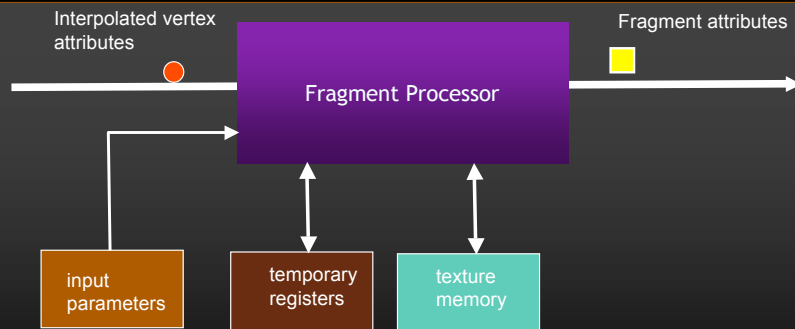 Interpolated vertex
attributes
Fragment attributes
Fragment Processor
input
parameters
temporary
registers
texture
memory